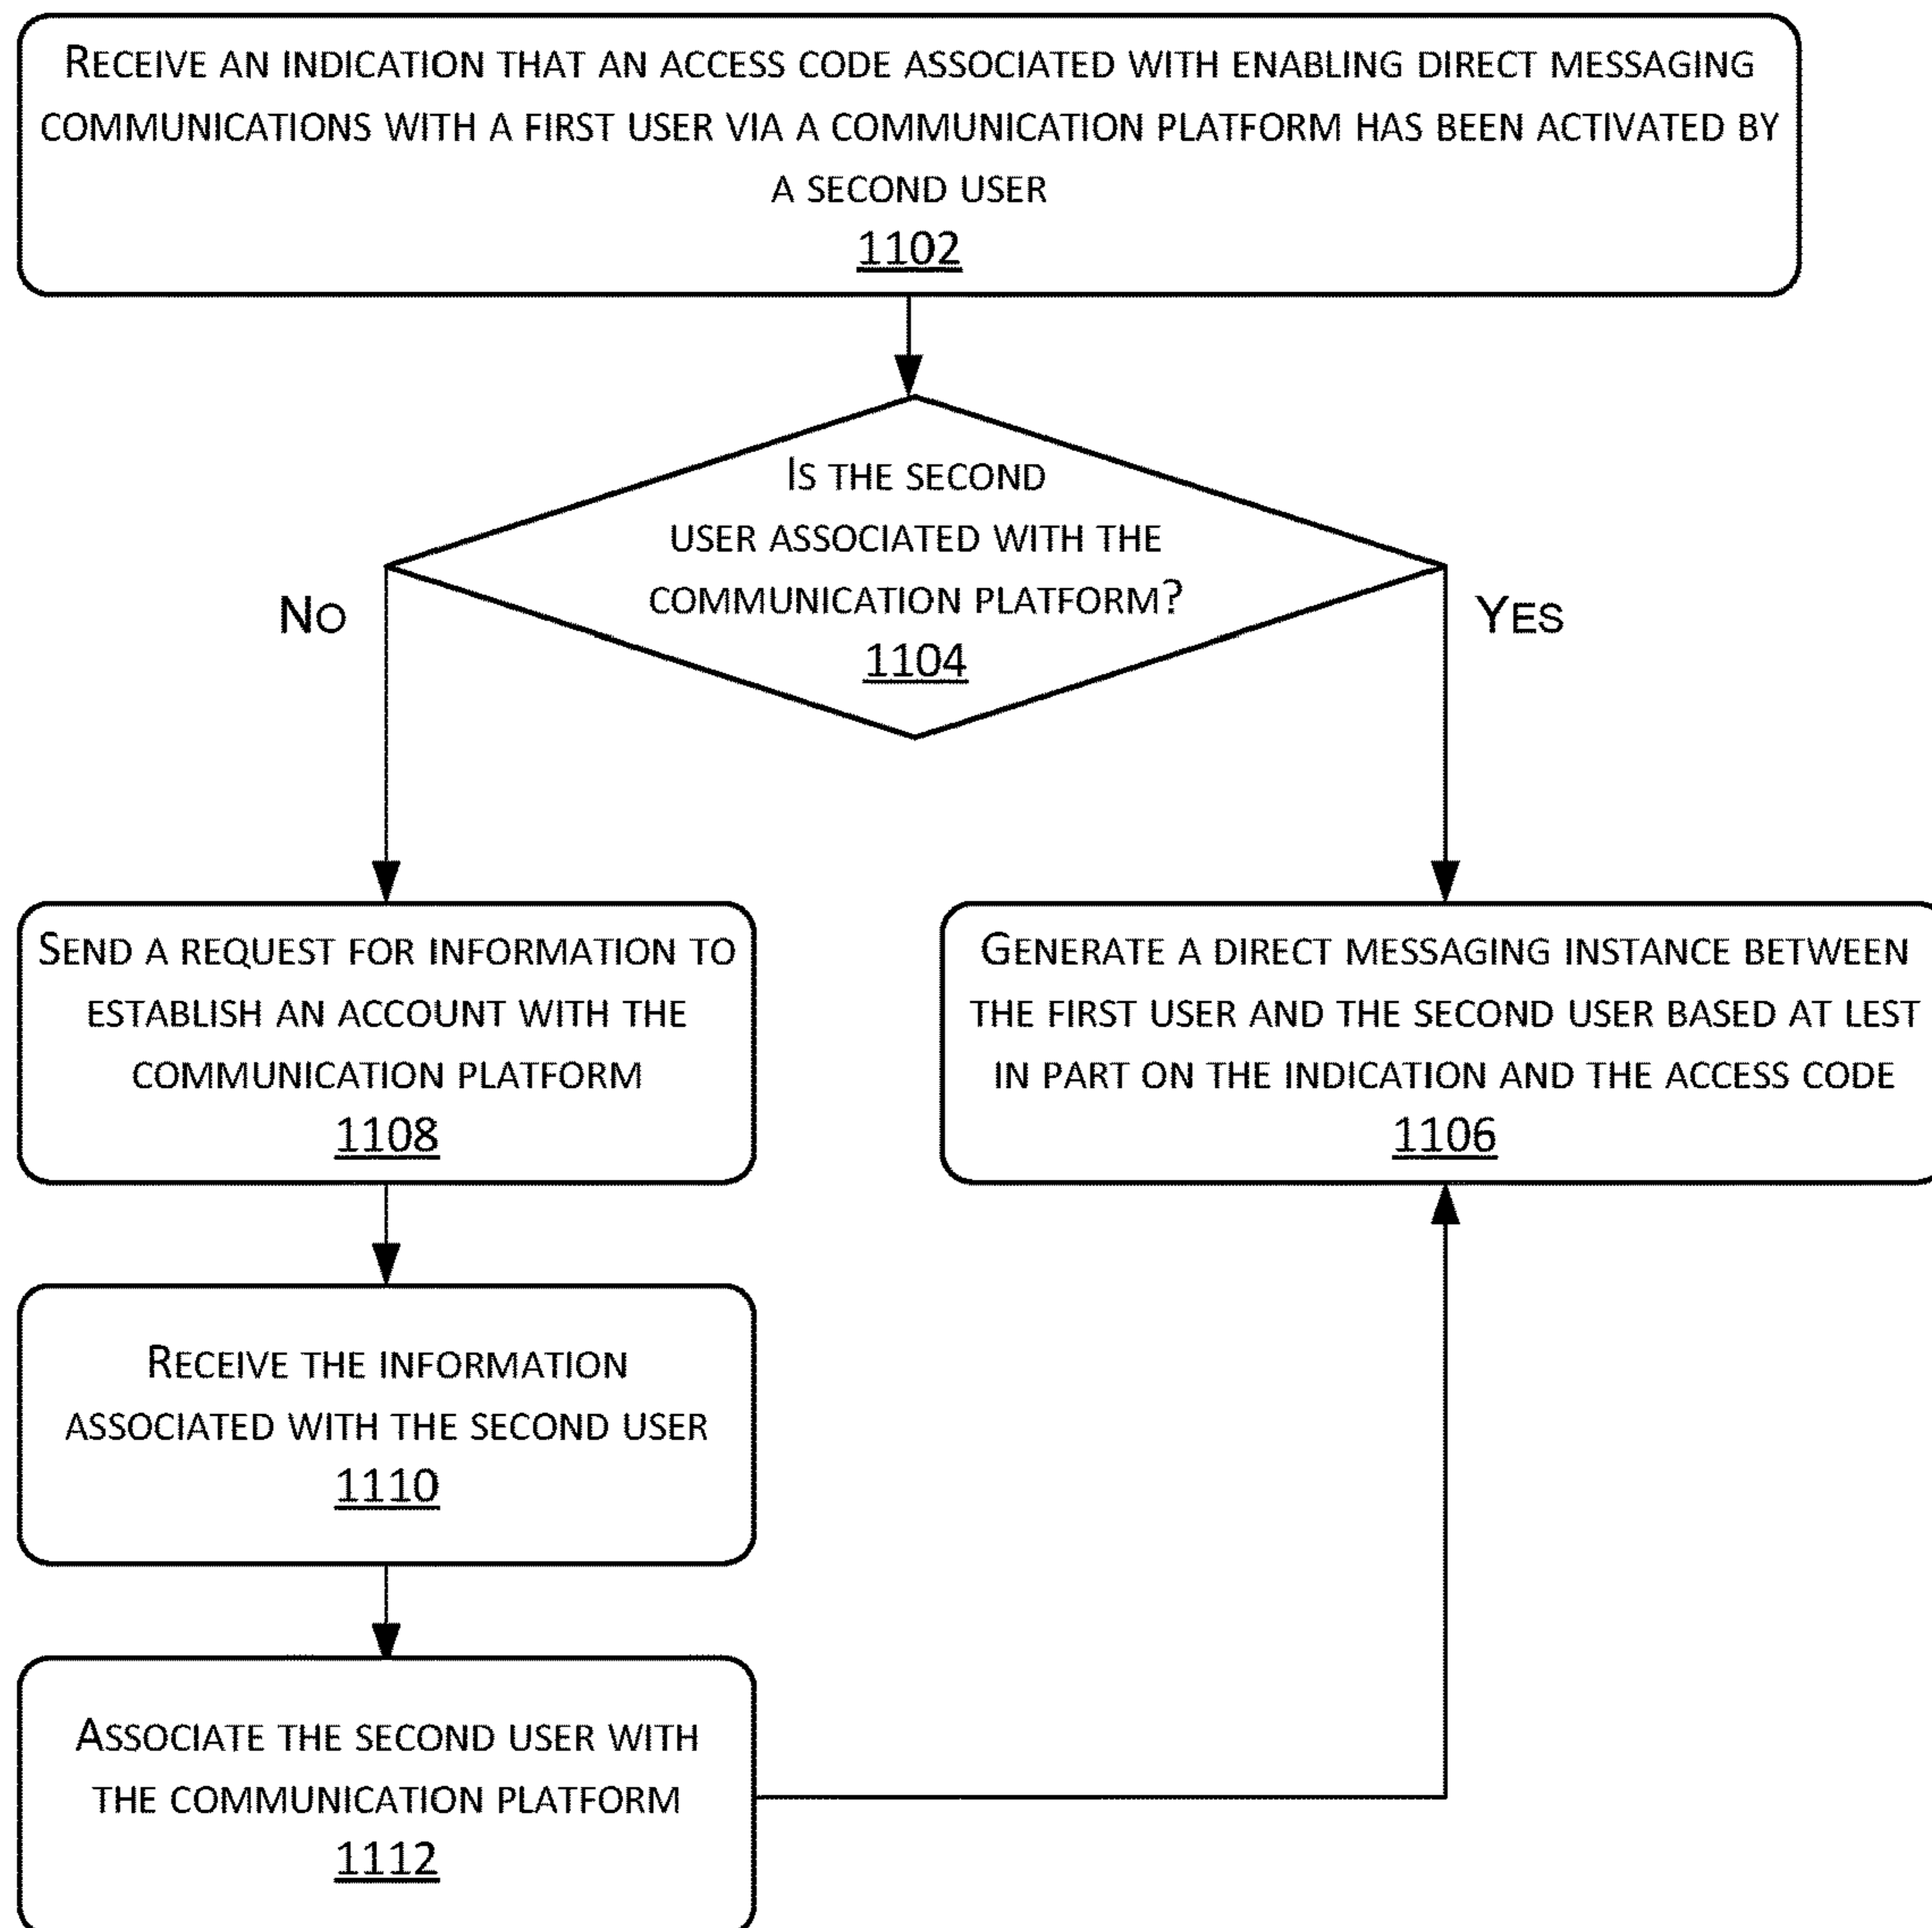 RECEIVE AN INDICATION THAT AN ACCESS CODE ASSOCIATED WITH ENABLING DIRECT MESSAGING
COMMUNICATIONS WITH A FIRST USER VIA A COMMUNICATION PLATFORM HAS BEEN ACTIVATED BY
A SECOND USER
1102
IS THE SECOND
USER ASSOCIATED WITH THE
COMMUNICATION PLATFORM?
1104
NO
YES
SEND A REQUEST FOR INFORMATION TO
ESTABLISH AN ACCOUNT WITH THE
COMMUNICATION PLATFORM
1108
GENERATE A DIRECT MESSAGING INSTANCE BETWEEN
THE FIRST USER AND THE SECOND USER BASED AT LEST
IN PART ON THE INDICATION AND THE ACCESS CODE
1106
RECEIVE THE INFORMATION
ASSOCIATED WITH THE SECOND USER
1110
ASSOCIATE THE SECOND USER WITH
THE COMMUNICATION PLATFORM
1112